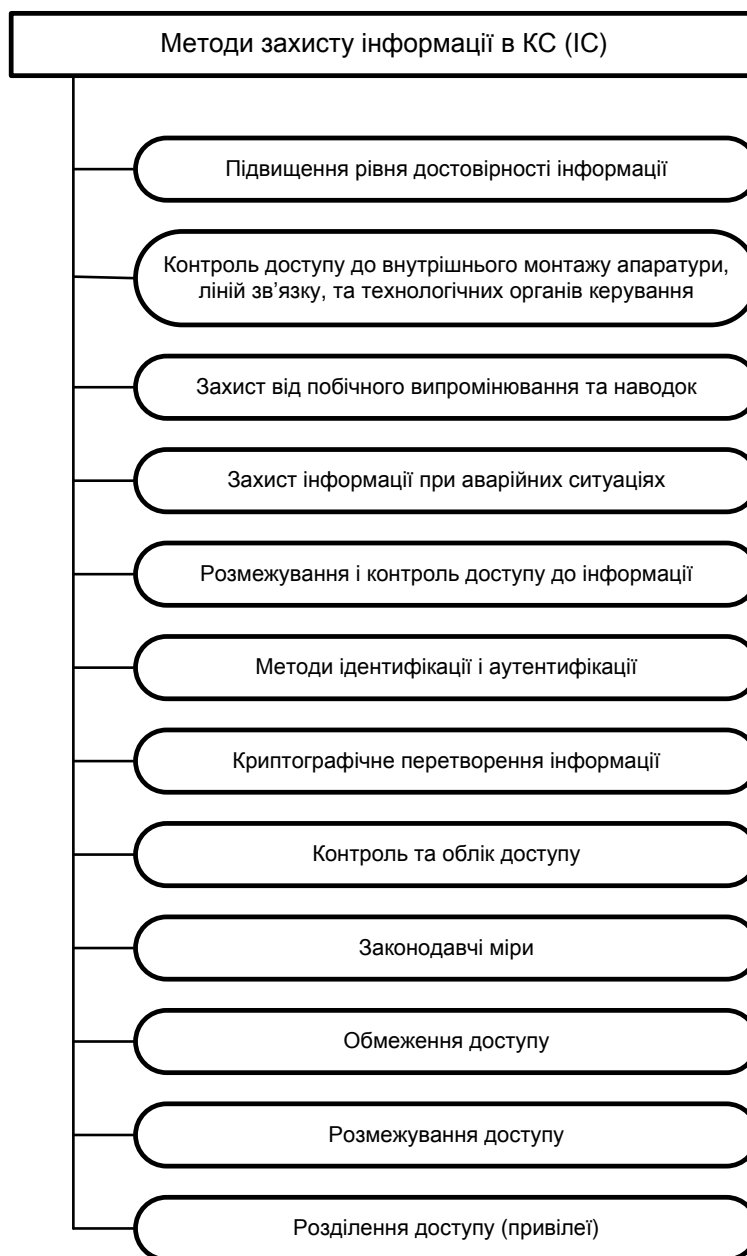 Методи захисту інформації в КС (ІС)
Підвищення рівня достовірності інформації
Контроль доступу до внутрішнього монтажу апаратури,
ліній зв’язку, та технологічних органів керування
Захист від побічного випромінювання та наводок
Захист інформації при аварійних ситуаціях
Розмежування і контроль доступу до інформації
Методи ідентифікації і аутентифікації
Криптографічне перетворення інформації
Контроль та облік доступу
Законодавчі міри
Обмеження доступу
Розмежування доступу
Розділення доступу (привілеї)